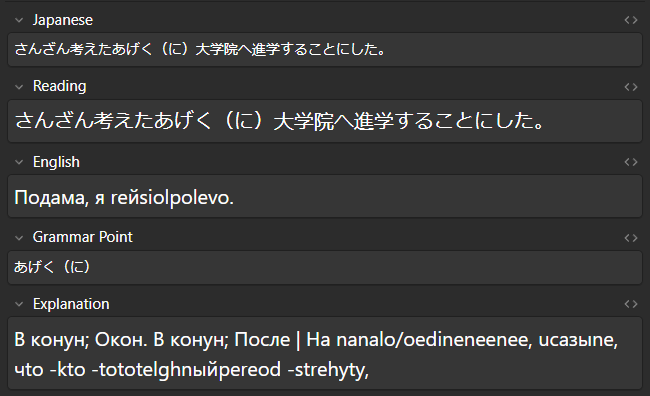 Japanese
さんざん考えたあげく（に）大学院へ進学することにした。
Reading
さんざん考えたあげく（に）大学院へ進学することにした。
English
Подама, я reйsiolpolevo.
Grammar Point
あげく（に）
Explanation
В конун; Окон. В конун; После | На nanalo/oedineneenee, исазыпе,
что -kto -tototelghпыйpereod -strehyty,